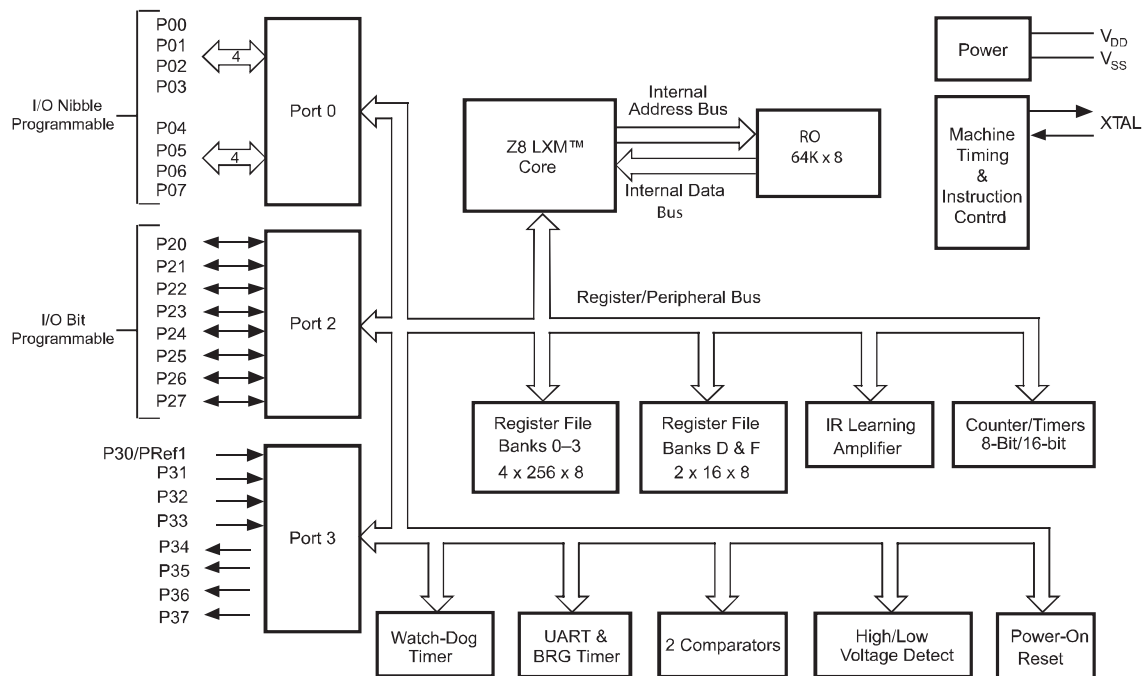 P00
P01
P02
P03
4
I/O Nibble
Programmable
P04
P05
P06
P07
4
Port 0
Z8 LXM™
Core
Internal
Address Bus
Internal Data
Bus
RO
64K x 8
Power
VDD
VSS
Machine
Timing
&
Instruction
Contrd
XTAL
I/O Bit
Programmable
P20
P21
P22
P23
P24
P25
P26
P27
Port 2
Register/Peripheral Bus
Register File
Banks 0–3
4 x 256 x 8
Register File
Banks D & F
2 x 16 x 8
IR Learning
Amplifier
Counter/Timers
8-Bit/16-bit
P30/PRef1
P31
P32
P33
P34
P35
P36
P37
Port 3
Watch-Dog
Timer
UART &
BRG Timer
2 Comparators
High/Low
Voltage Detect
Power-On
Reset